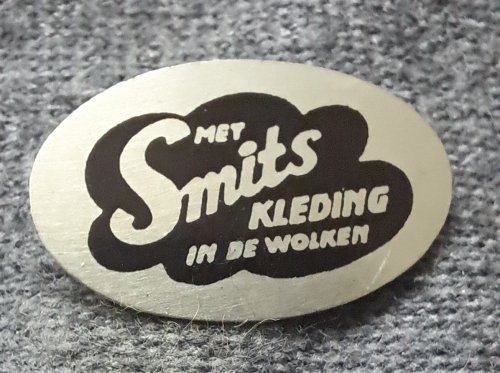 MET
Smits
KLEDING
IN DE WOLKEN